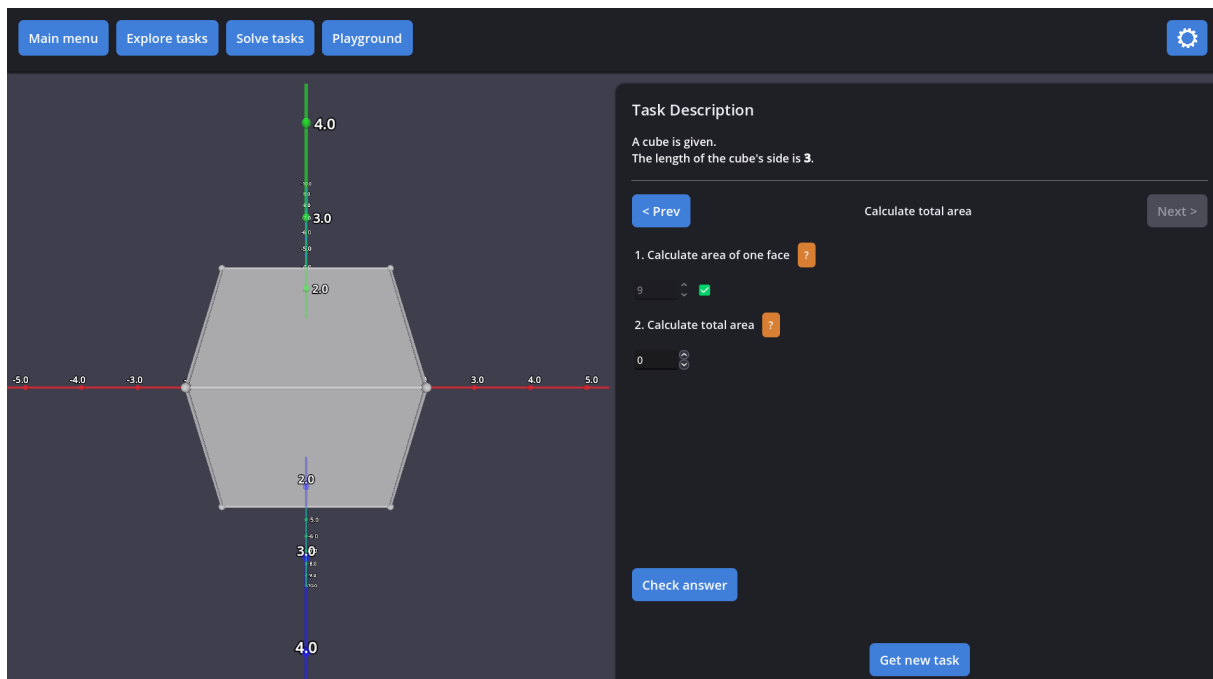 Main menu
Explore tasks
Solve tasks
Playground
Task Description
A cube is given.
The length of the cube's side is 3.
< Prev
Calculate total area
Next >
1. Calculate area of one face ?
9
2. Calculate total area ?
0
Check answer
Get new task
4.0
3.0
2.0
-5.0 -4.0 -3.0 3.0 4.0 5.0
2.0
3.0
4.0